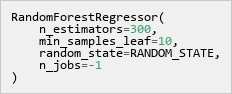 RandomForestRegressor(
    n_estimators=300,
    min_samples_leaf=10,
    random_state=RANDOM_STATE,
    n_jobs=-1
)